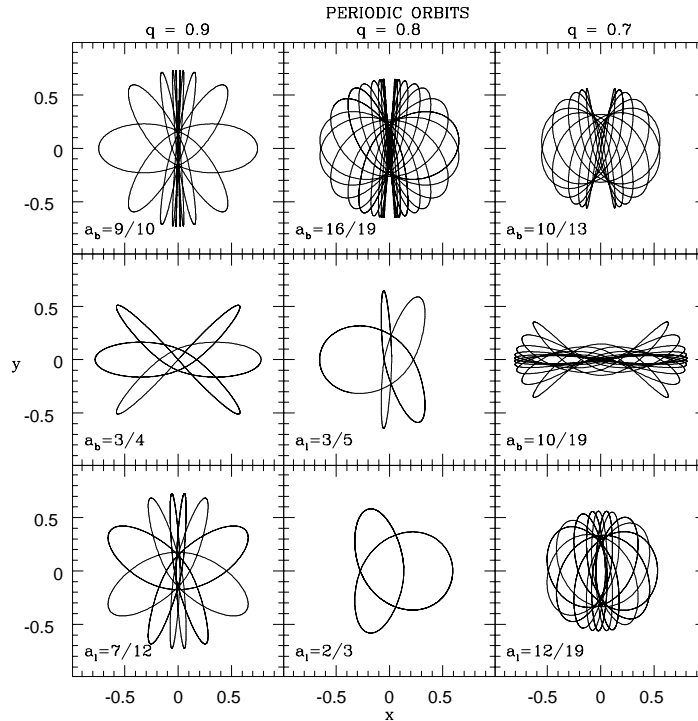 PERIODIC ORBITS
q = 0.9 q = 0.8 q = 0.7
0.5
0
-0.5
a_b=9/10 a_b=16/19 a_b=10/13
0.5
y 0
-0.5
a_b=3/4 a_l=3/5 a_b=10/19
0.5
0
-0.5
a_l=7/12 a_l=2/3 a_l=12/19
-0.5 0 0.5 -0.5 0 0.5 -0.5 0 0.5
x